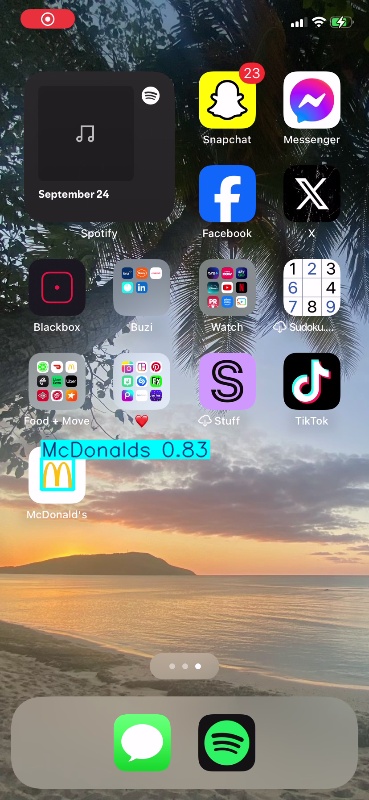 23
September 24
Spotify
Snapchat
Messenger
Facebook
X
Blackbox
Buzi
Watch
1 2 3
6 4
7 8 9
Sudoku....
Food + Move
❤️
Stuff
TikTok
McDonalds 0.83
McDonald's